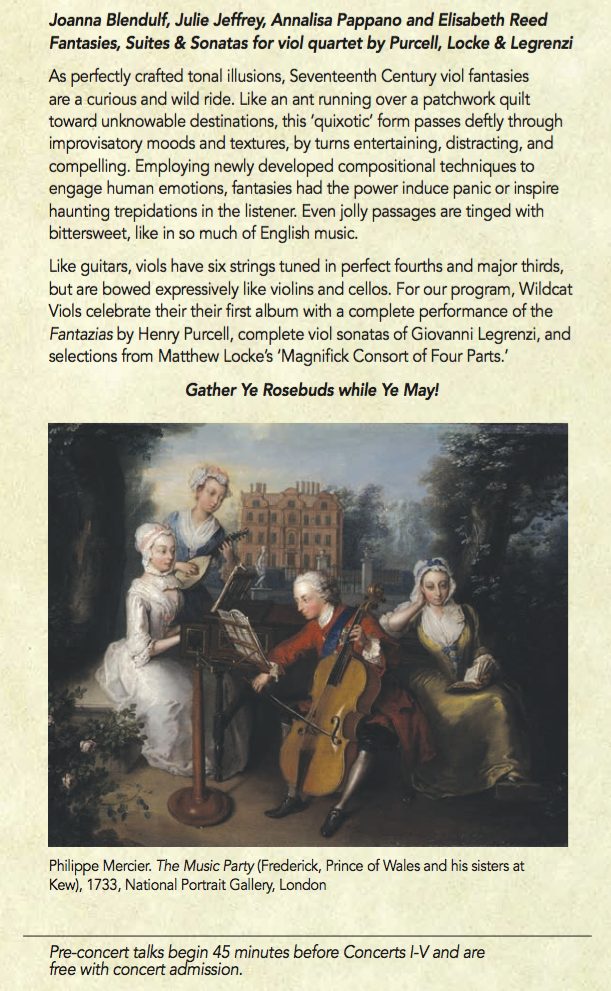 Joanna Blendulf, Julie Jeffrey, Annalisa Pappano and Elisabeth Reed
Fantasies, Suites & Sonatas for viol quartet by Purcell, Locke & Legrenzi
As perfectly crafted tonal illusions, Seventeenth Century viol fantasies
are a curious and wild ride. Like an ant running over a patchwork quilt
toward unknowable destinations, this ‘quixotic’ form passes deftly through
improvisatory moods and textures, by turns entertaining, distracting, and
compelling. Employing newly developed compositional techniques to
engage human emotions, fantasies had the power induce panic or inspire
haunting trepidations in the listener. Even jolly passages are tinged with
bittersweet, like in so much of English music.
Like guitars, viols have six strings tuned in perfect fourths and major thirds,
but are bowed expressively like violins and cellos. For our program, Wildcat
Viols celebrate their their first album with a complete performance of the
Fantazias by Henry Purcell, complete viol sonatas of Giovanni Legrenzi, and
selections from Matthew Locke’s ‘Magnifick Consort of Four Parts.’
Gather Ye Rosebuds while Ye May!
Philippe Mercier. The Music Party (Frederick, Prince of Wales and his sisters at
Kew), 1733, National Portrait Gallery, London
Pre-concert talks begin 45 minutes before Concerts I-V and are
free with concert admission.